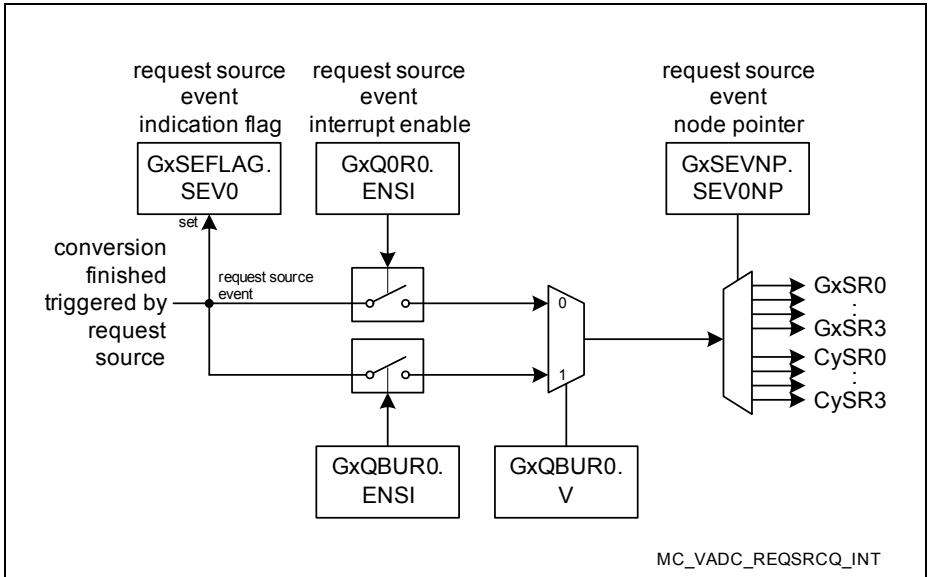 request source
event
indication flag
request source
event
interrupt enable
request source
event
node pointer
GxSEFLAG.
SEV0
GxQ0R0.
ENSI
GxSEVNP.
SEV0NP
set
conversion
finished
triggered by
request
source
request source
event
0
1
GxSR0
:
GxSR3
CySR0
:
CySR3
GxQBUR0.
ENSI
GxQBUR0.
V
MC_VADC_REQSRCQ_INT